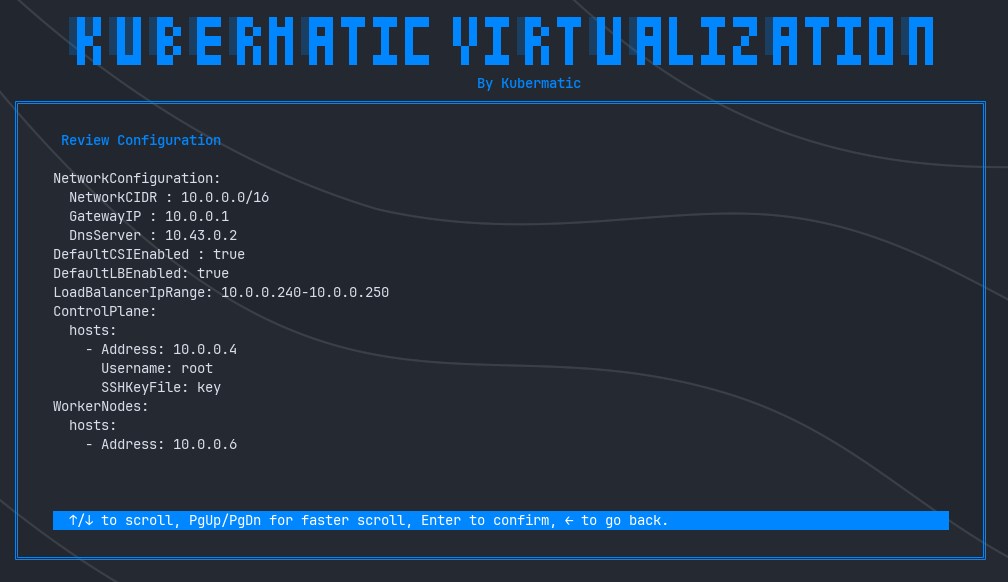 KUBERMATIC VIRTUALIZATION
By Kubermatic
Review Configuration
NetworkConfiguration:
  NetworkCIDR : 10.0.0.0/16
  GatewayIP : 10.0.0.1
  DnsServer : 10.43.0.2
DefaultCSIEnabled : true
DefaultLBEnabled: true
LoadBalancerIpRange: 10.0.0.240-10.0.0.250
ControlPlane:
  hosts:
    - Address: 10.0.0.4
      Username: root
      SSHKeyFile: key
WorkerNodes:
  hosts:
    - Address: 10.0.0.6
↑/↓ to scroll, PgUp/PgDn for faster scroll, Enter to confirm, ← to go back.